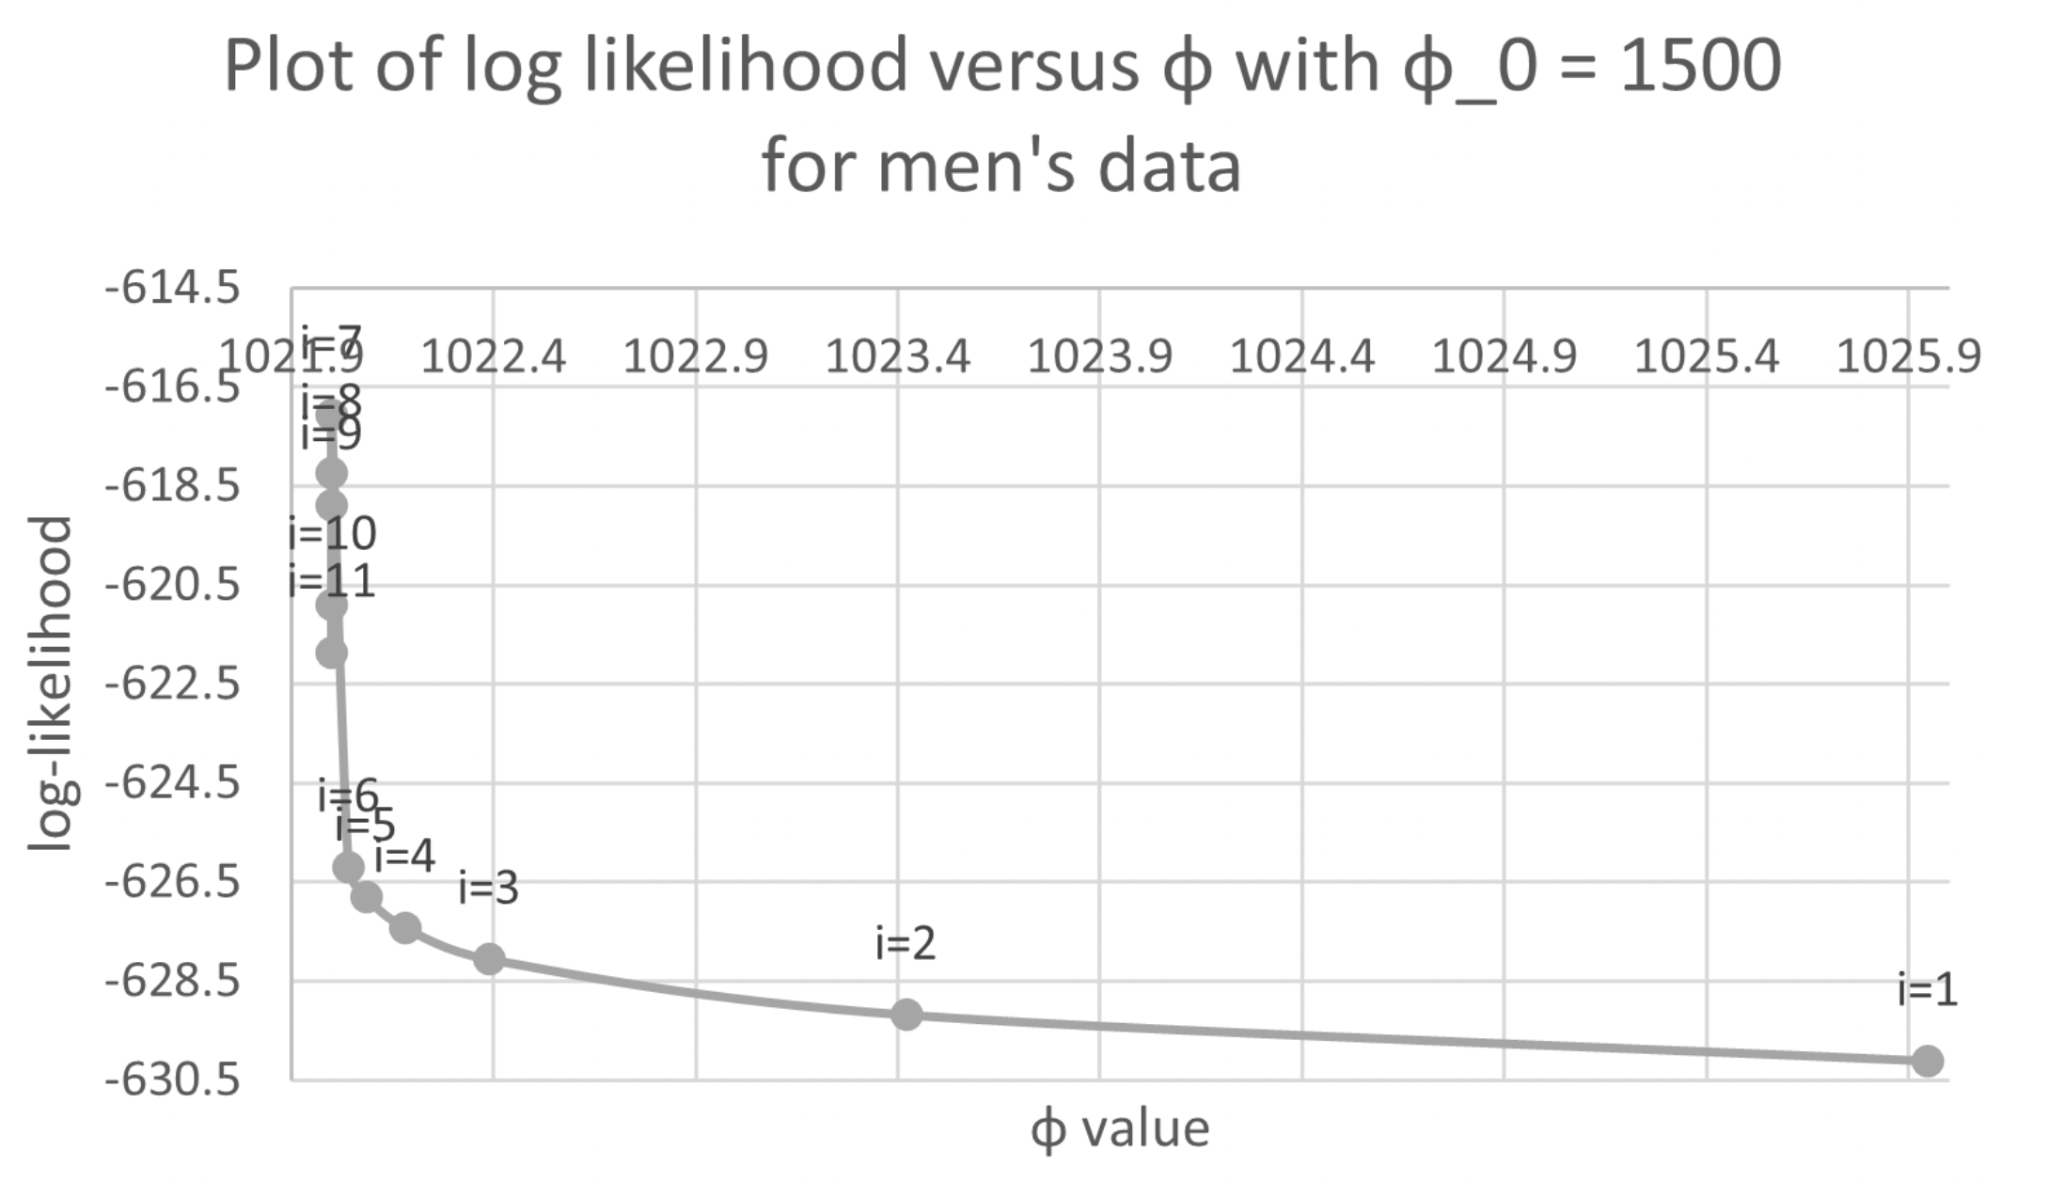 Plot of log likelihood versus ϕ with ϕ_0 = 1500
for men's data
-614.5
1021.9 1022.4 1022.9 1023.4 1023.9 1024.4 1024.9 1025.4 1025.9
-616.5
-618.5
-620.5
-622.5
-624.5
-626.5
-628.5
-630.5
i=7
i=8
i=9
i=10
i=11
i=6
i=5
i=4
i=3
i=2
i=1
log-likelihood
ϕ value